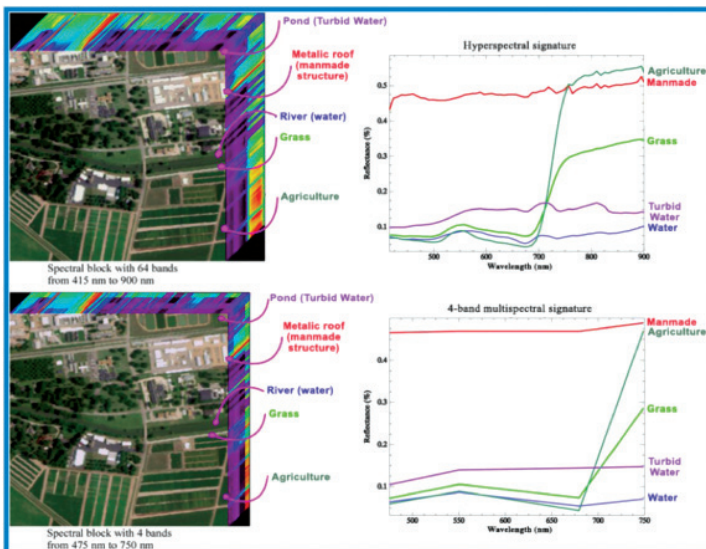 Pond (Turbid Water)
Metalic roof
(manmade
structure)
River (water)
Grass
Agriculture
Spectral block with 64 bands
from 415 nm to 900 nm
Hyperspectral signature
Reflectance (%)
0.5
0.4
0.3
0.2
0.1
500
600
700
800
900
Wavelength (nm)
Agriculture
Manmade
Grass
Turbid
Water
Water
Pond (Turbid Water)
Metalic roof
(manmade
structure)
River (water)
Grass
Agriculture
Spectral block with 4 bands
from 475 nm to 750 nm
4-band multispectral signature
Reflectance (%)
0.4
0.3
0.2
0.1
500
550
600
650
700
750
Wavelength (nm)
Manmade
Agriculture
Grass
Turbid
Water
Water